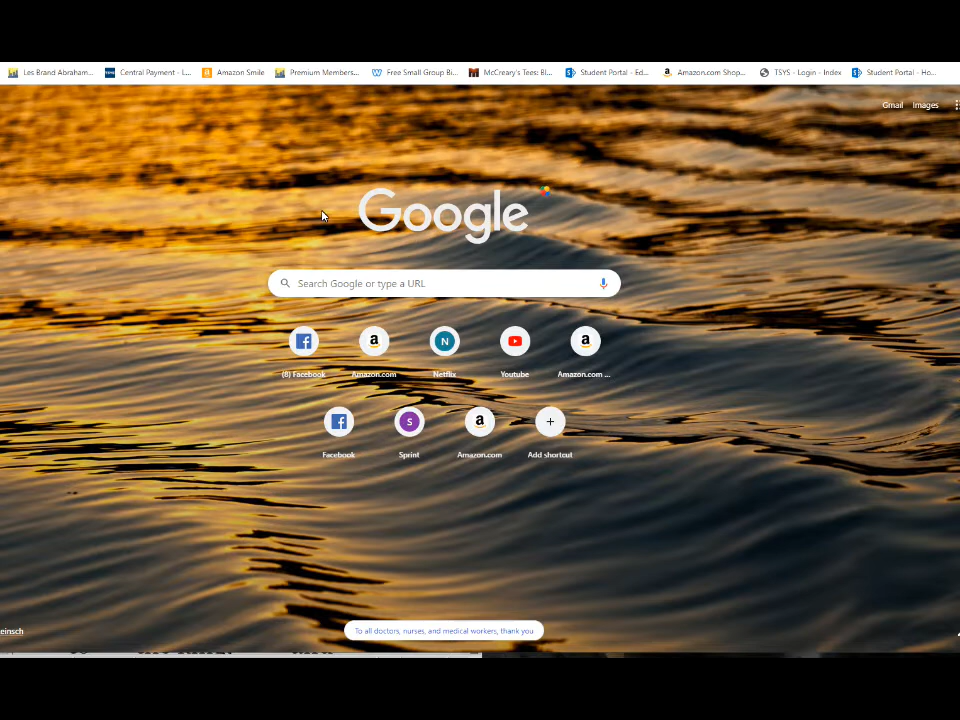 Les Brand Abraham... Central Payment - L... Amazon Smile Premium Members... Free Small Group Bi... McCreary's Tees: Bl... Student Portal - Ed... Amazon.com Shop... TSYS - Login - Index Student Portal - Ho...
Gmail Images
Google
Search Google or type a URL
(8) Facebook Amazon.com Netflix Youtube Amazon.com ...
Facebook Sprint Amazon.com Add shortcut
einsch
To all doctors, nurses, and medical workers, thank you